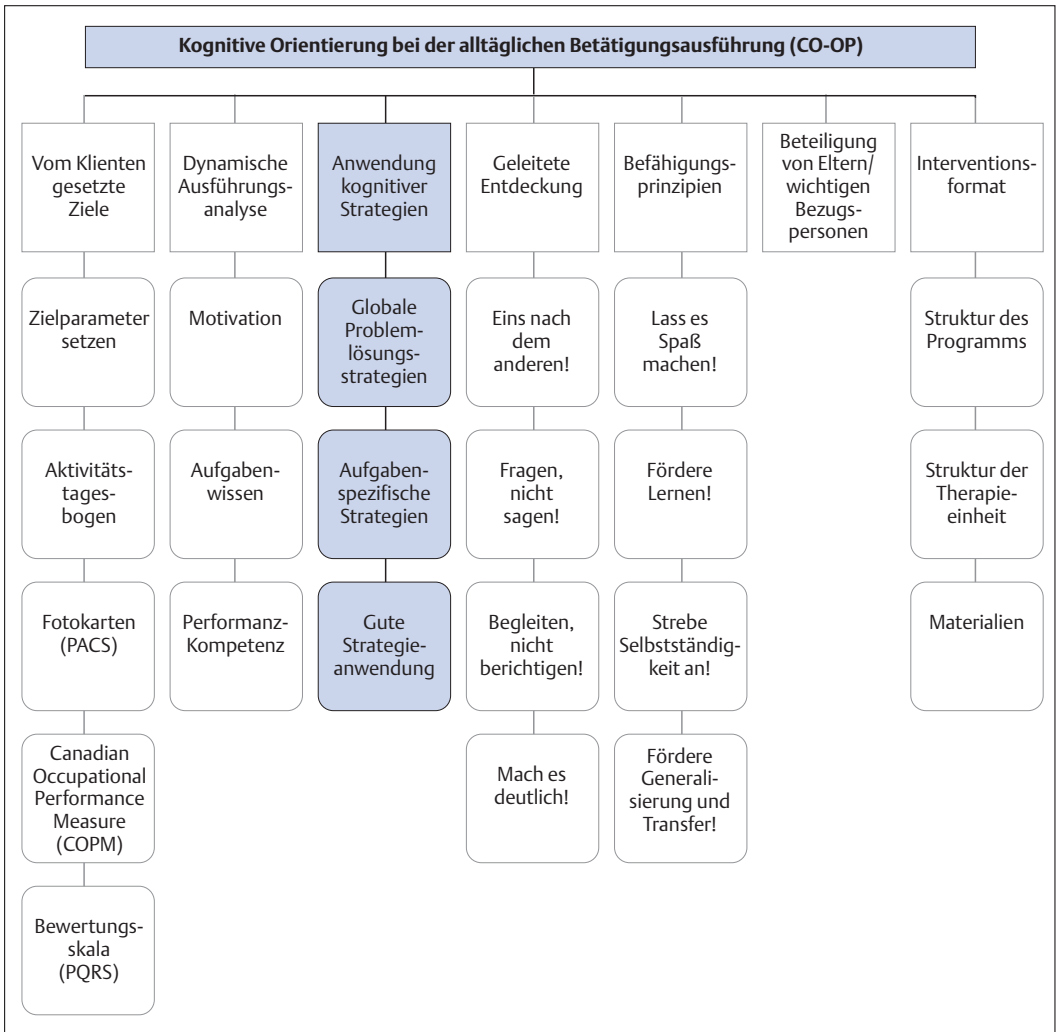 Kognitive Orientierung bei der alltäglichen Betätigungsausführung (CO-OP)
Vom Klienten
gesetzte
Ziele
Dynamische
Ausführungs-
analyse
Anwendung
kognitiver
Strategien
Geleitete
Entdeckung
Befähigungs-
prinzipien
Beteiligung
von Eltern/
wichtigen
Bezugs-
personen
Interventions-
format
Zielparameter
setzen
Motivation
Globale
Problem-
lösungs-
strategien
Eins nach
dem
anderen!
Lass es
Spaß
machen!
Struktur des
Programms
Aktivitäts-
tages-
bogen
Aufgaben-
wissen
Aufgaben-
spezifische
Strategien
Fragen,
nicht
sagen!
Fördere
Lernen!
Struktur der
Therapie-
einheit
Fotokarten
(PACS)
Performanz-
Kompetenz
Gute
Strategie-
anwendung
Begleiten,
nicht
berichtigen!
Strebe
Selbstständig-
keit an!
Materialien
Canadian
Occupational
Performance
Measure
(COPM)
Mach es
deutlich!
Fördere
Generali-
sierung und
Transfer!
Bewertungs-
skala
(PQRS)